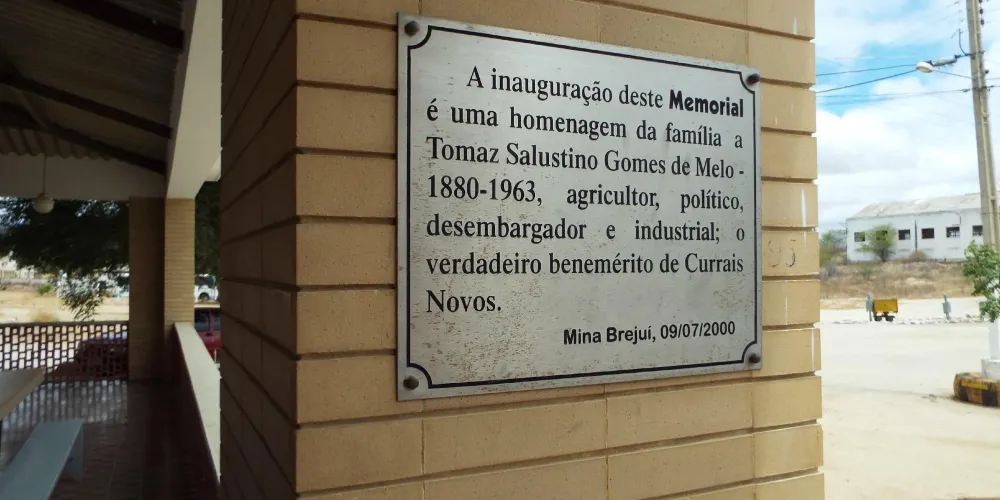 A inauguração deste Memorial
é uma homenagem da família a
Tomaz Salustino Gomes de Melo -
1880-1963, agricultor, político,
desembargador e industrial; o
verdadeiro benemérito de Currais
Novos.
Mina Brejuí, 09/07/2000